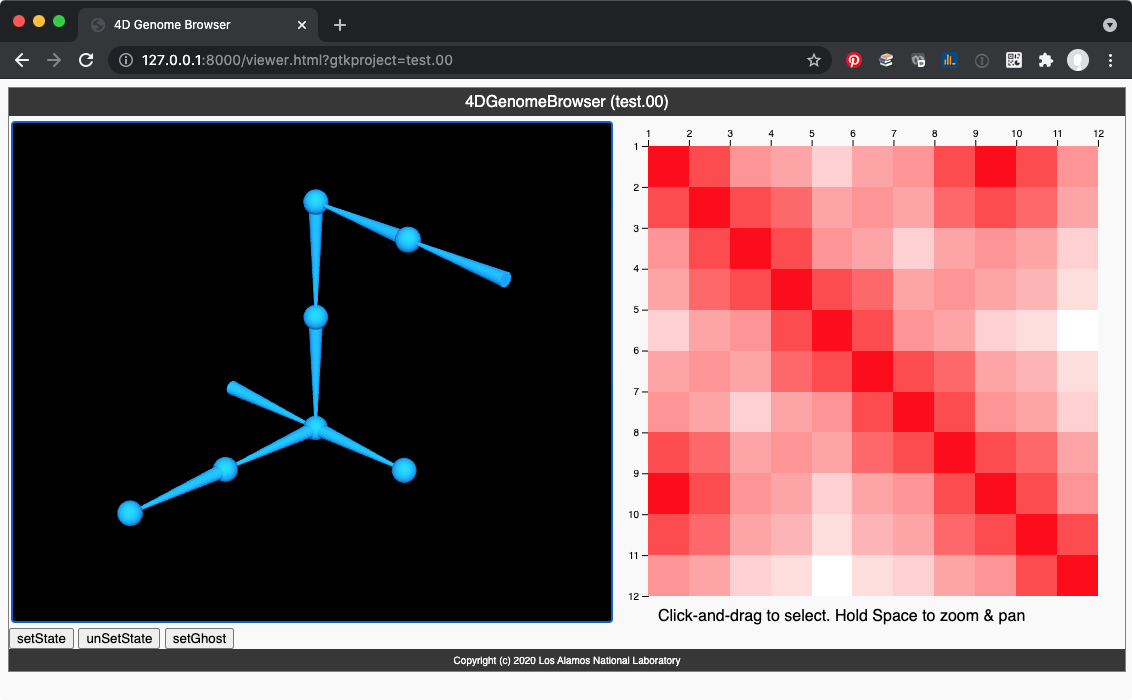 4D Genome Browser
127.0.0.1:8000/viewer.html?gtkproject=test.00
4DGenomeBrowser (test.00)
1 2 3 4 5 6 7 8 9 10 11 12
1
2
3
4
5
6
7
8
9
10
11
12
Click-and-drag to select. Hold Space to zoom & pan
setState unSetState setGhost
Copyright (c) 2020 Los Alamos National Laboratory